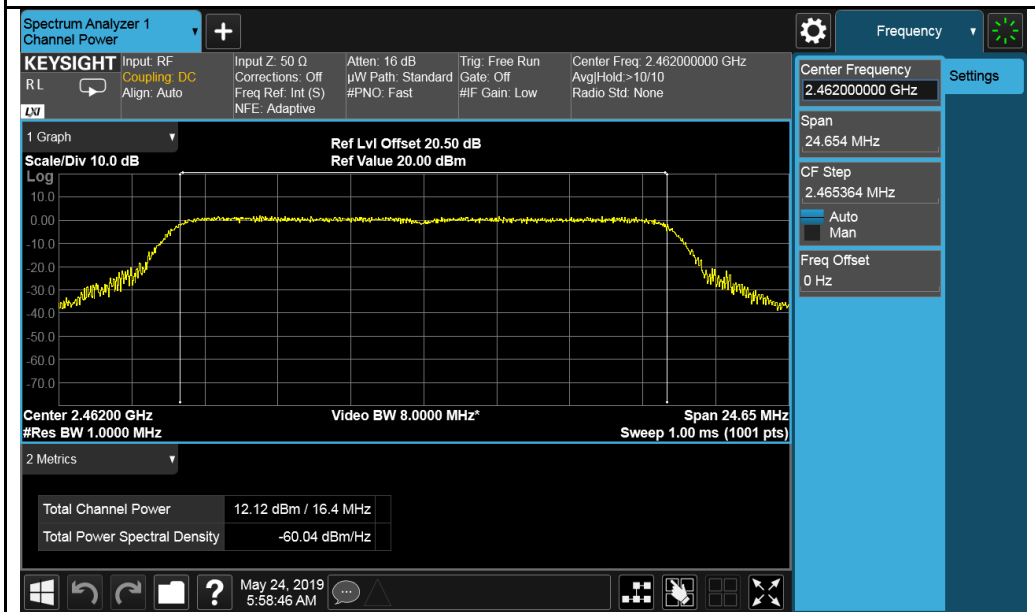 Spectrum Analyzer 1
Channel Power
+
Frequency
KEYSIGHT
R L
LXI
Input: RF
Coupling: DC
Align: Auto
Input Z: 50 Ω
Corrections: Off
Freq Ref: Int (S)
NFE: Adaptive
Atten: 16 dB
µW Path: Standard
#PNO: Fast
Trig: Free Run
Gate: Off
#IF Gain: Low
Center Freq: 2.462000000 GHz
Avg|Hold:>10/10
Radio Std: None
Center Frequency
2.462000000 GHz
Settings
Span
24.654 MHz
CF Step
2.465364 MHz
Auto
Man
Freq Offset
0 Hz
1 Graph
Scale/Div 10.0 dB
Ref Lvl Offset 20.50 dB
Ref Value 20.00 dBm
Log
10.0
0.00
-10.0
-20.0
-30.0
-40.0
-50.0
-60.0
-70.0
Center 2.46200 GHz
#Res BW 1.0000 MHz
Video BW 8.0000 MHz*
Span 24.65 MHz
Sweep 1.00 ms (1001 pts)
2 Metrics
Total Channel Power 12.12 dBm / 16.4 MHz
Total Power Spectral Density -60.04 dBm/Hz
?
May 24, 2019
5:58:46 AM